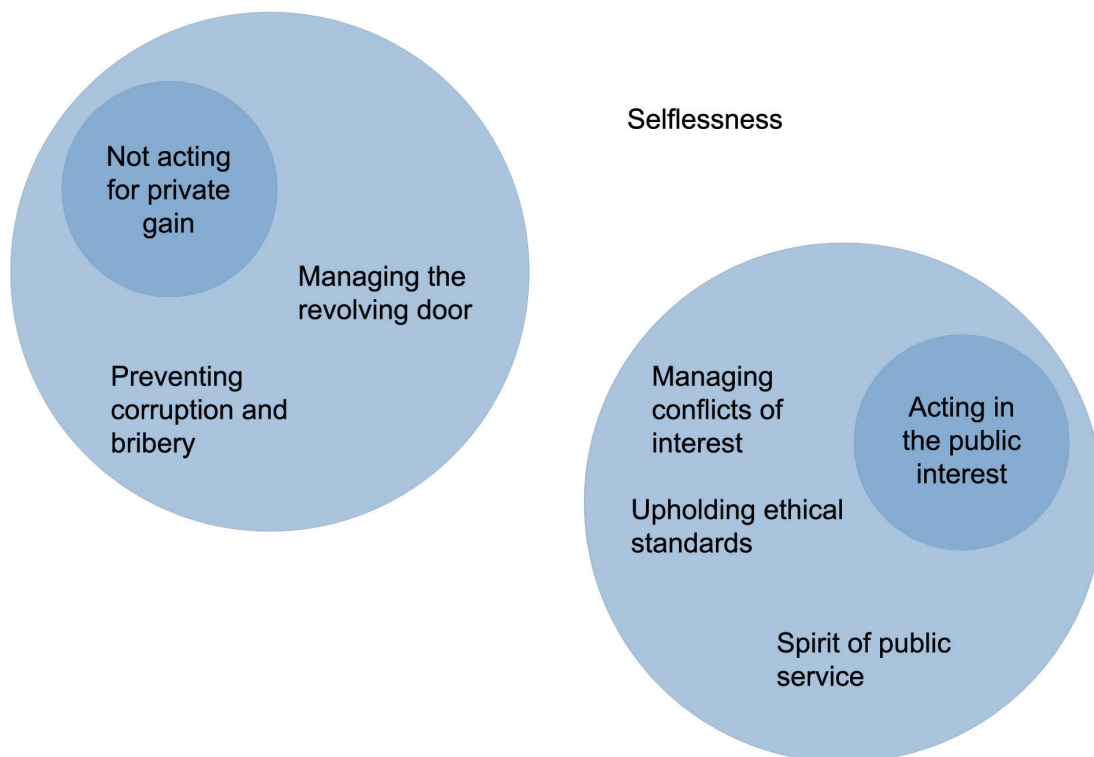 Selflessness
Not acting
for private
gain
Managing the
revolving door
Preventing
corruption and
bribery
Managing
conflicts of
interest
Acting in
the public
interest
Upholding ethical
standards
Spirit of public
service